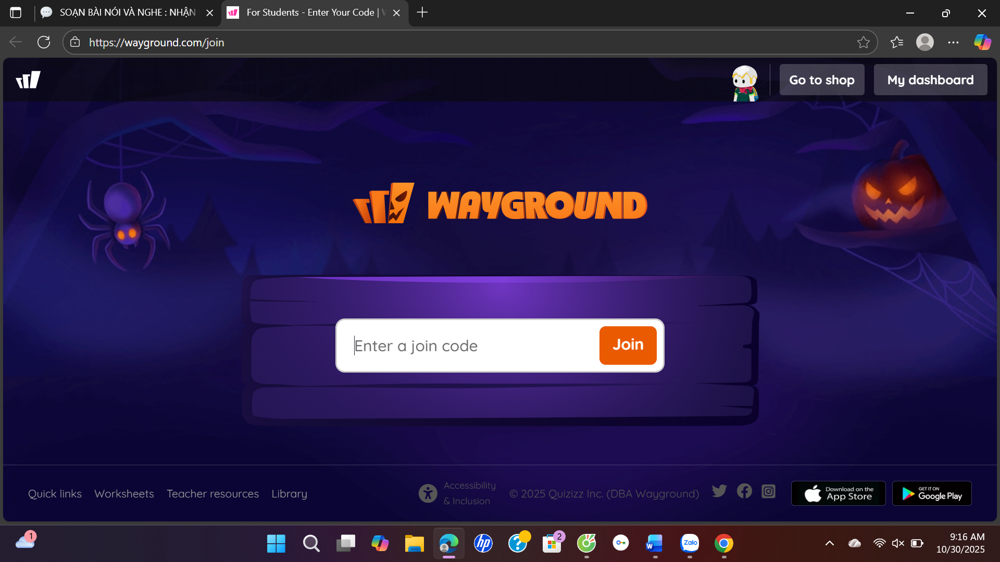 SOẠN BÀI NÓI VÀ NGHE : NHẬN
For Students - Enter Your Code |
https://wayground.com/join
Go to shop
My dashboard
WAYGROUND
Enter a join code
Join
Quick links
Worksheets
Teacher resources
Library
Accessibility
& Inclusion
© 2025 Quizizz Inc. (DBA Wayground)
Download on the
App Store
GET IT ON
Google Play
1
hp
?
2
W
Zalo
9:16 AM
10/30/2025